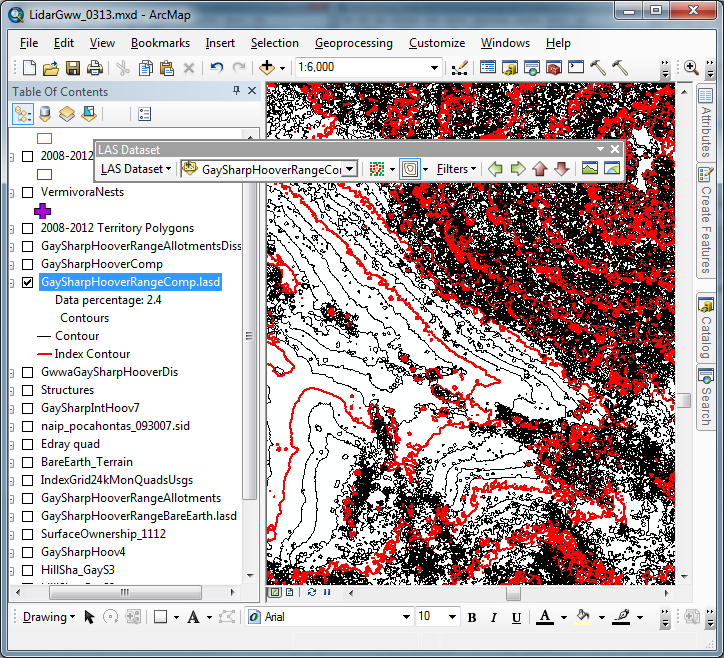 LidarGww_0313.mxd - ArcMap
File Edit View Bookmarks Insert Selection Geoprocessing Customize Windows Help
1:6,000
Table Of Contents
LAS Dataset
2008-2012
LAS Dataset GaySharpHooverRangeCo Filters
VermivoraNests
2008-2012 Territory Polygons
GaySharpHooverRangeAllotmentsDiss
GaySharpHooverComp
GaySharpHooverRangeComp.lasd
Data percentage: 2.4
Contours
Contour
Index Contour
GwwaGaySharpHooverDis
Structures
GaySharpIntHoov7
naip_pocahontas_093007.sid
Edray quad
BareEarth_Terrain
IndexGrid24kMonQuadsUsgs
GaySharpHooverRangeAllotments
GaySharpHooverRangeBareEarth.lasd
SurfaceOwnership_1112
GaySharpHoov4
HillSha_GayS3
Attributes
Create Features
Catalog
Search
Drawing A Arial 10 B I U A